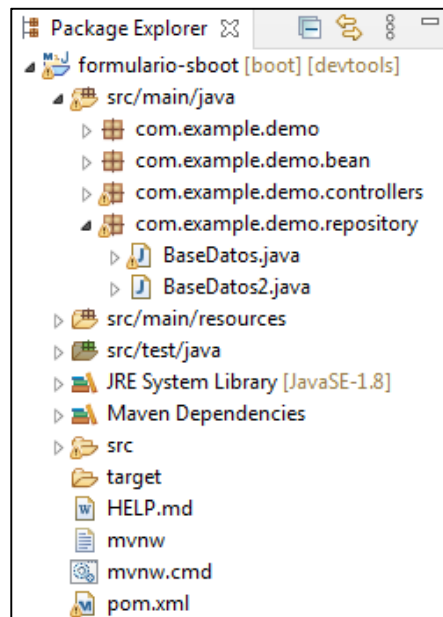 Package Explorer
formulario-sboot [boot] [devtools]
src/main/java
com.example.demo
com.example.demo.bean
com.example.demo.controllers
com.example.demo.repository
BaseDatos.java
BaseDatos2.java
src/main/resources
src/test/java
JRE System Library [JavaSE-1.8]
Maven Dependencies
src
target
HELP.md
mvnw
mvnw.cmd
pom.xml